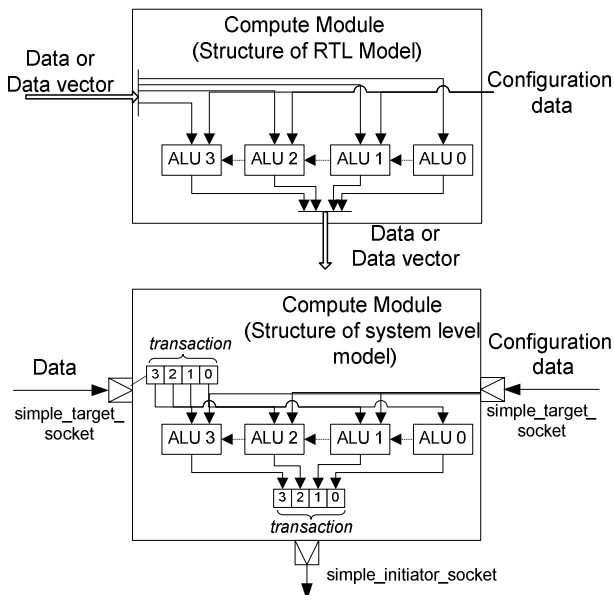 Compute Module
(Structure of RTL Model)
Data or
Data vector
Configuration
data
ALU 3
ALU 2
ALU 1
ALU 0
Data or
Data vector
Compute Module
(Structure of system level
model)
transaction
3 2 1 0
Data
simple_target_
socket
Configuration
data
simple_target_
socket
ALU 3
ALU 2
ALU 1
ALU 0
3 2 1 0
transaction
simple_initiator_socket